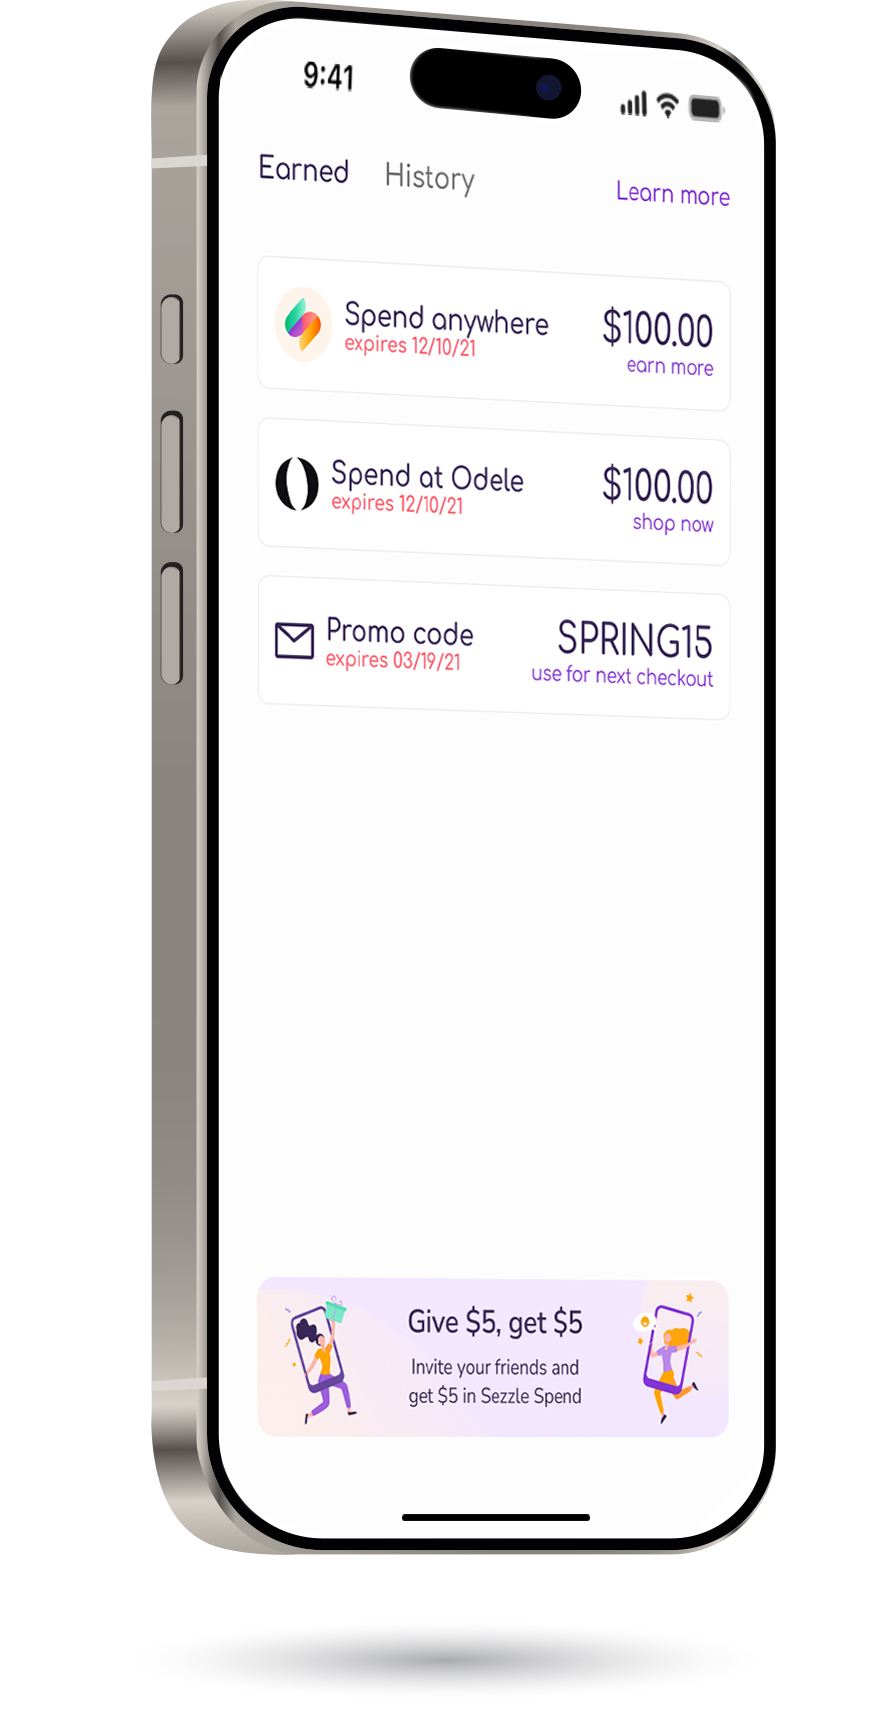 9:41
Earned History Learn more
Spend anywhere $100.00
expires 12/10/21 earn more
Spend at Odele $100.00
expires 12/10/21 shop now
Promo code SPRING15
expires 03/19/21 use for next checkout
Give $5, get $5
Invite your friends and
get $5 in Sezzle Spend